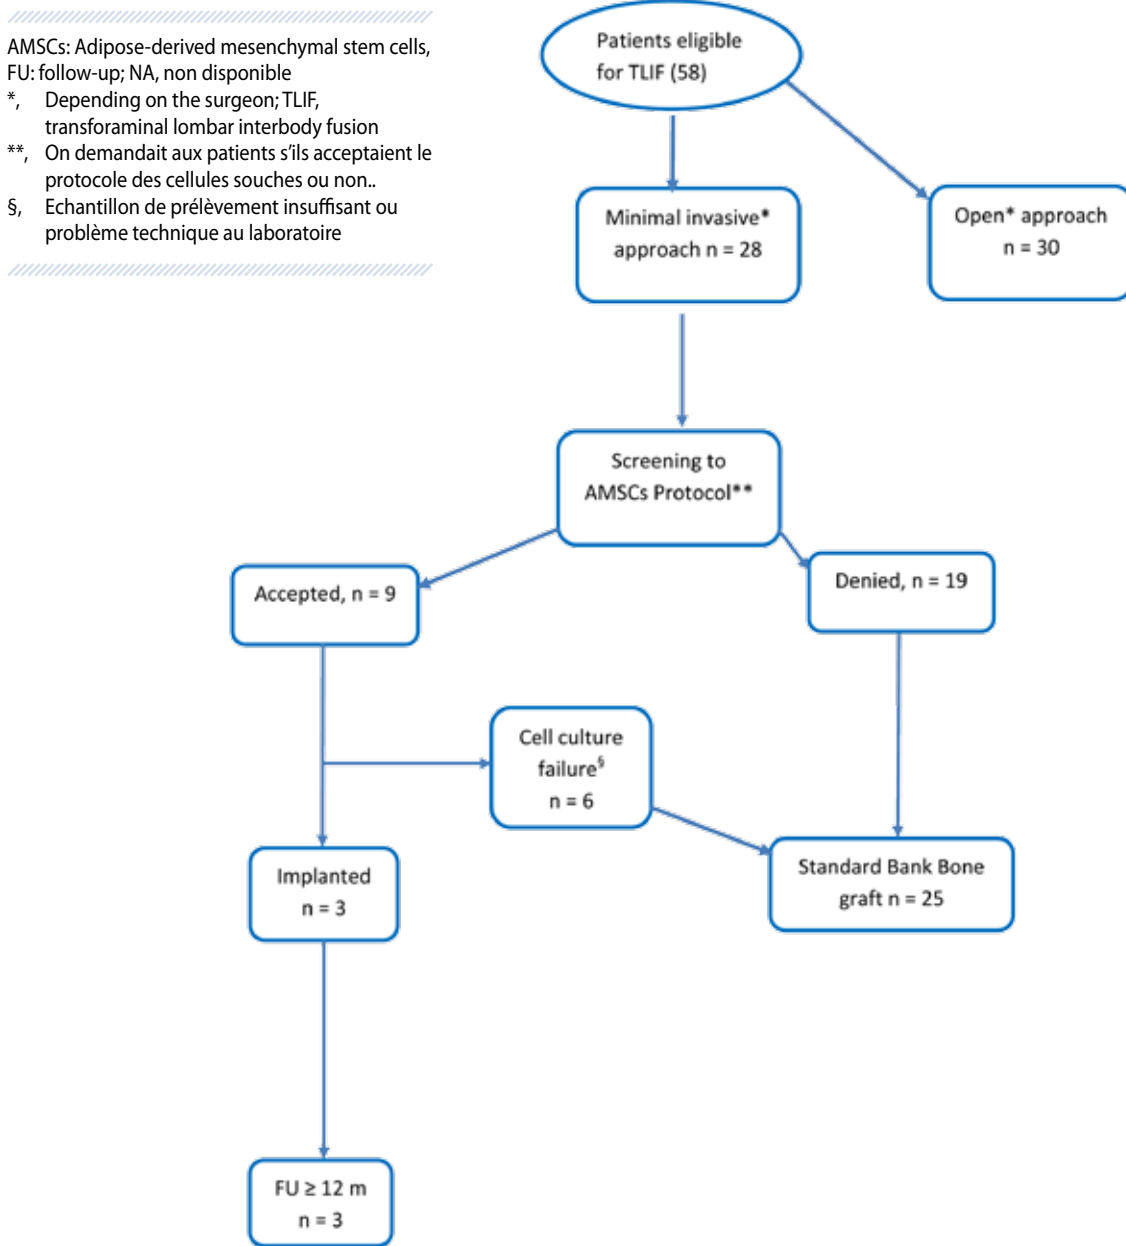 AMSCs: Adipose-derived mesenchymal stem cells,
FU: follow-up; NA, non disponible
*, Depending on the surgeon; TLIF,
transforaminal lombar interbody fusion
**, On demandait aux patients s'ils acceptaient le
protocole des cellules souches ou non..
§, Echantillon de prélèvement insuffisant ou
problème technique au laboratoire
Patients eligible
for TLIF (58)
Minimal invasive*
approach n = 28
Open* approach
n = 30
Screening to
AMSCs Protocol**
Accepted, n = 9
Denied, n = 19
Cell culture
failure§
n = 6
Implanted
n = 3
Standard Bank Bone
graft n = 25
FU ≥ 12 m
n = 3